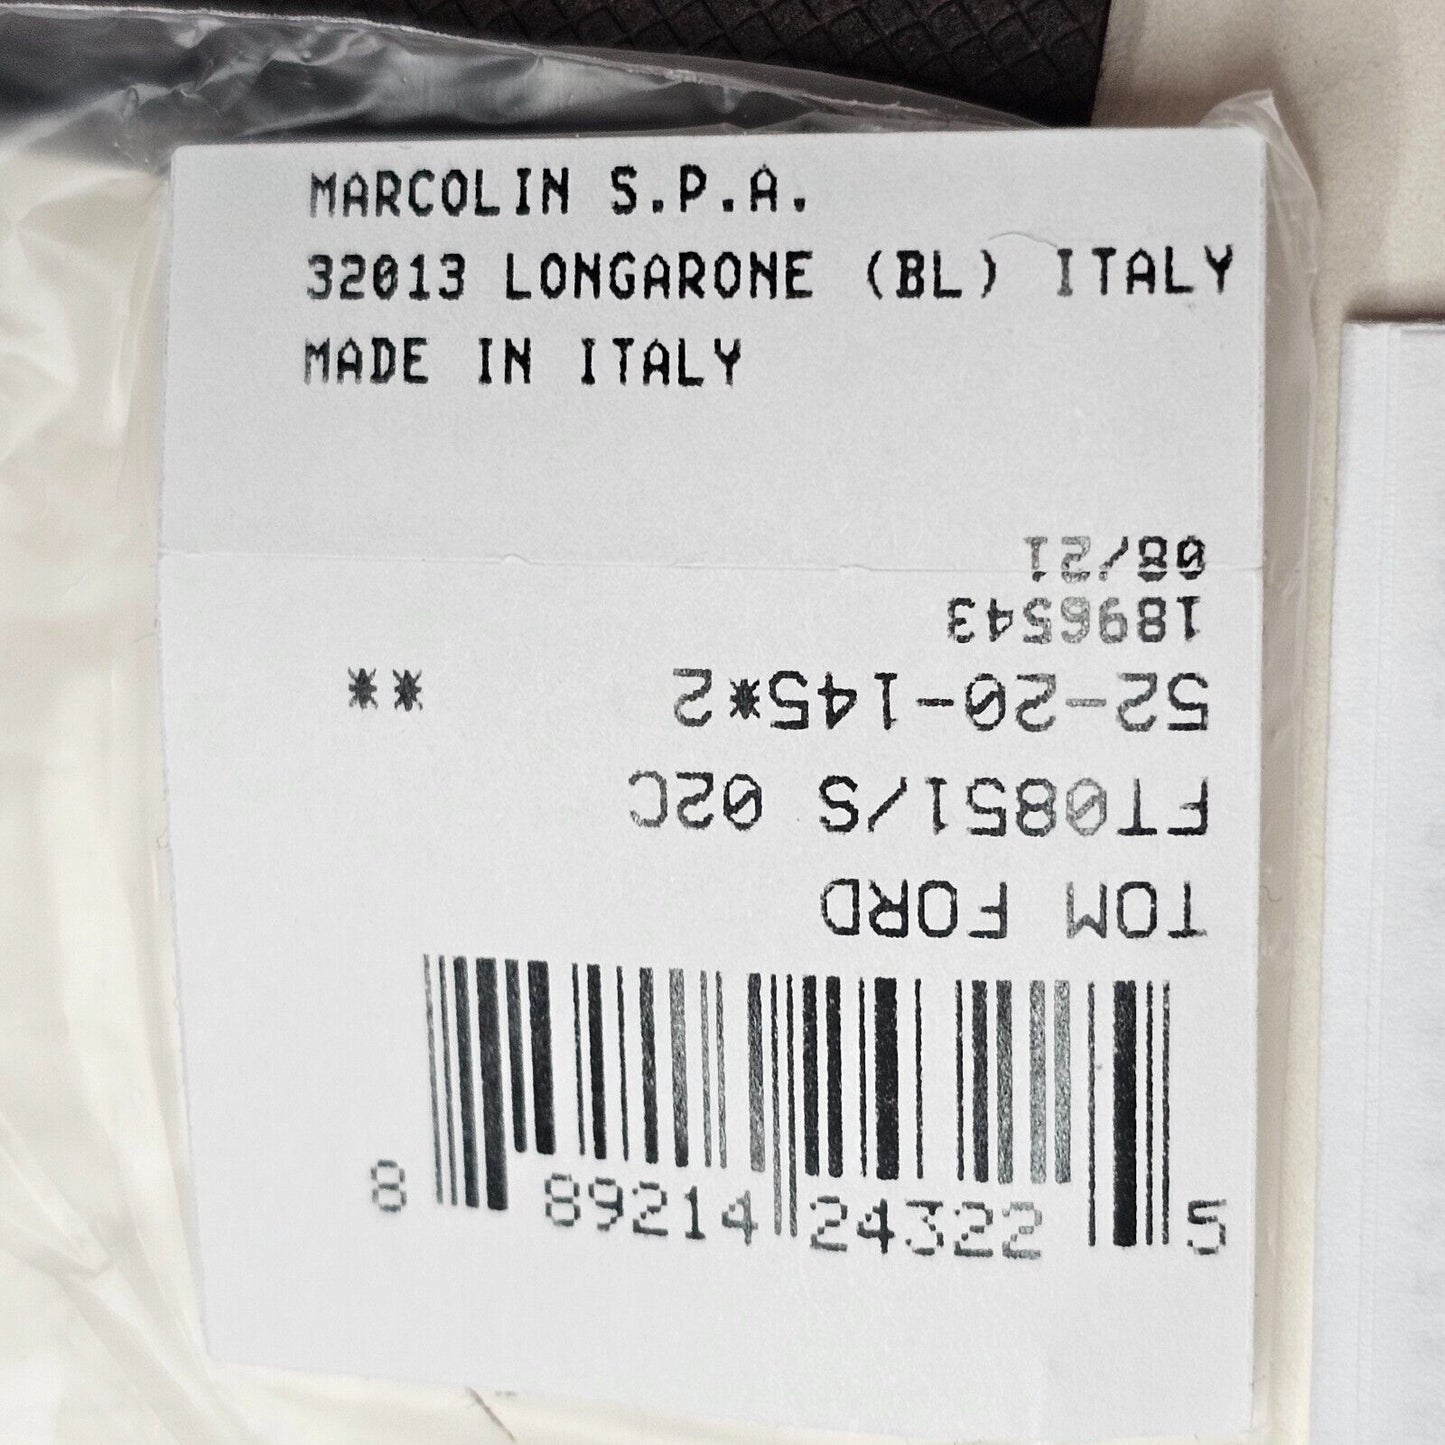 MARCOLIN S.P.A.
32013 LONGARONE (BL) ITALY
MADE IN ITALY
TOM FORD
FT0851/S 02C
52-20-145*2 **
1896543
08/21
8 89214 24322 5